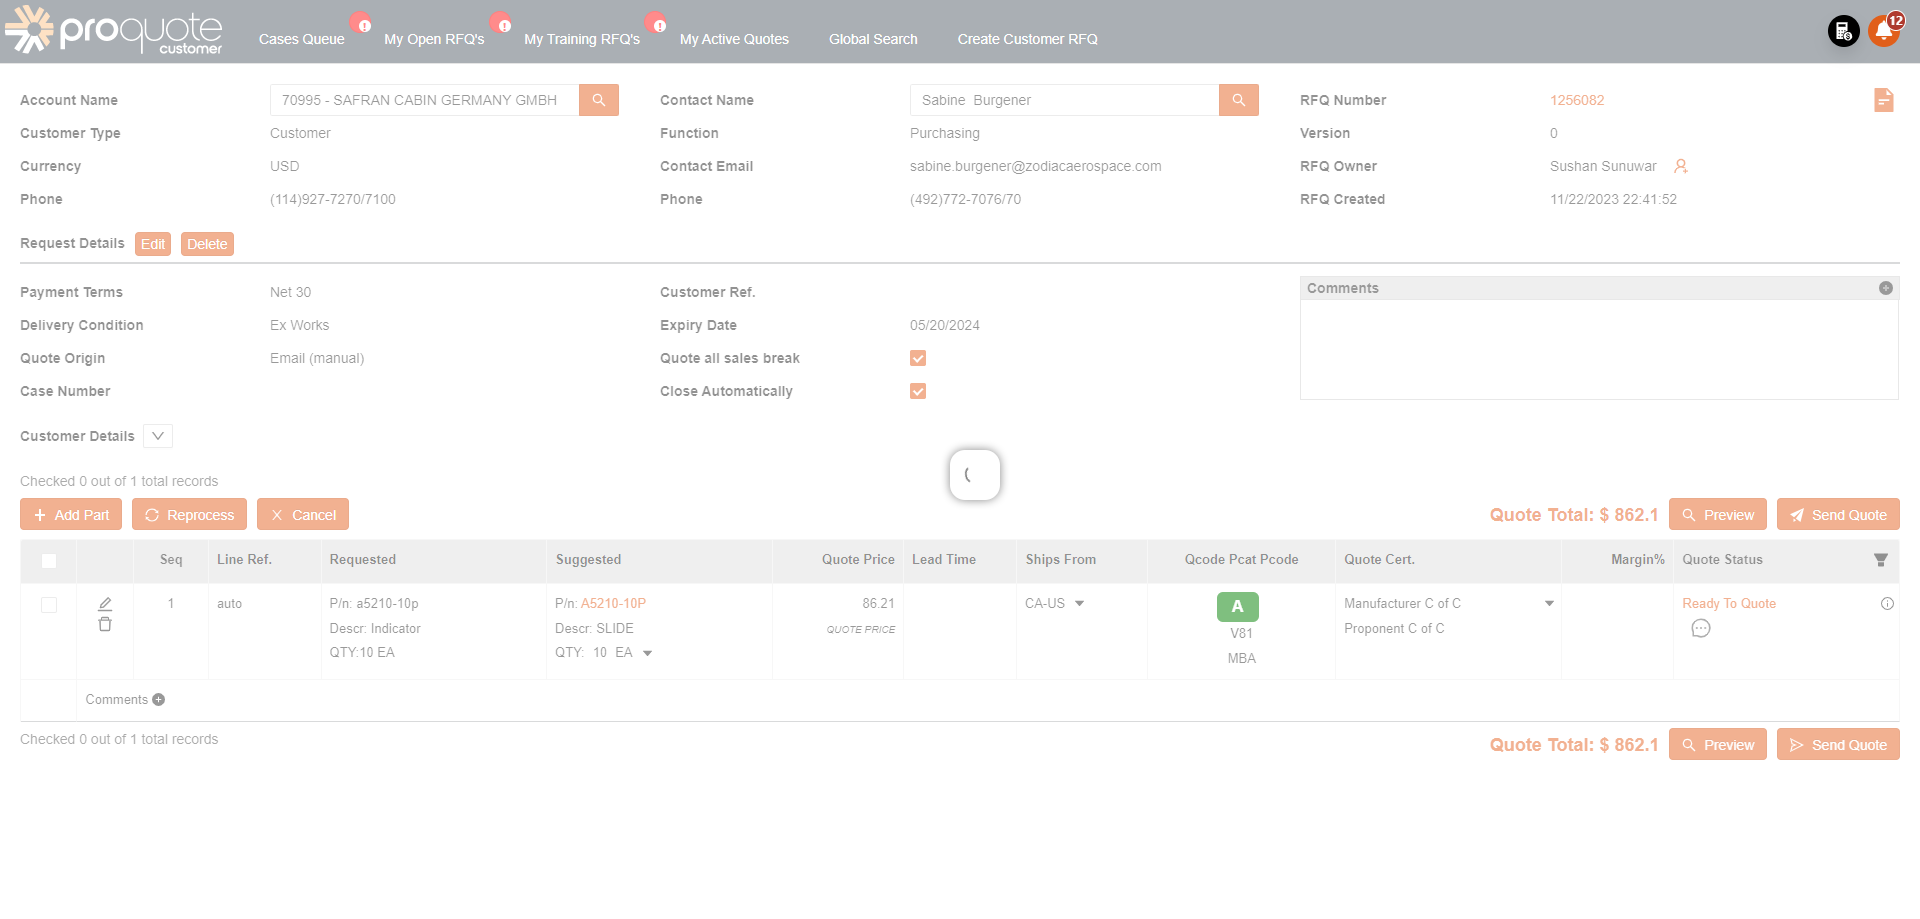 proquote customer
Cases Queue My Open RFQ's My Training RFQ's My Active Quotes Global Search Create Customer RFQ 12
Account Name 70995 - SAFRAN CABIN GERMANY GMBH Contact Name Sabine Burgener RFQ Number 1256082
Customer Type Customer Function Purchasing Version 0
Currency USD Contact Email sabine.burgener@zodiacaerospace.com RFQ Owner Sushan Sunuwar
Phone (114)927-7270/7100 Phone (492)772-7076/70 RFQ Created 11/22/2023 22:41:52
Request Details Edit Delete
Payment Terms Net 30 Customer Ref. Comments
Delivery Condition Ex Works Expiry Date 05/20/2024
Quote Origin Email (manual) Quote all sales break
Case Number Close Automatically
Customer Details
Checked 0 out of 1 total records
Add Part Reprocess Cancel Quote Total: $ 862.1 Preview Send Quote
Seq Line Ref. Requested Suggested Quote Price Lead Time Ships From Qcode Pcat Pcode Quote Cert. Margin% Quote Status
1 auto P/n: a5210-10p P/n: A5210-10P 86.21 CA-US A Manufacturer C of C Ready To Quote
Descr: Indicator Descr: SLIDE QUOTE PRICE V81 Proponent C of C
QTY:10 EA QTY: 10 EA MBA
Comments
Checked 0 out of 1 total records Quote Total: $ 862.1 Preview Send Quote